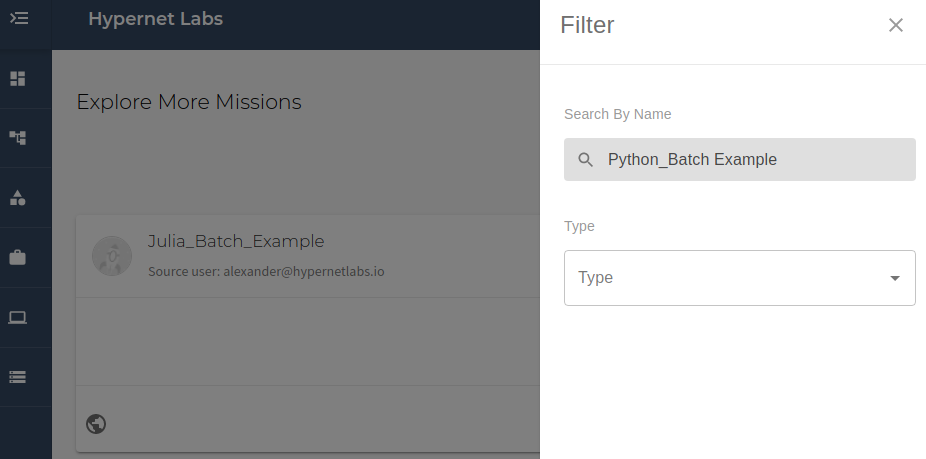 Hypernet Labs
Filter
Explore More Missions
Search By Name
Python_Batch Example
Type
Type
Julia_Batch_Example
Source user: alexander@hypernetlabs.io